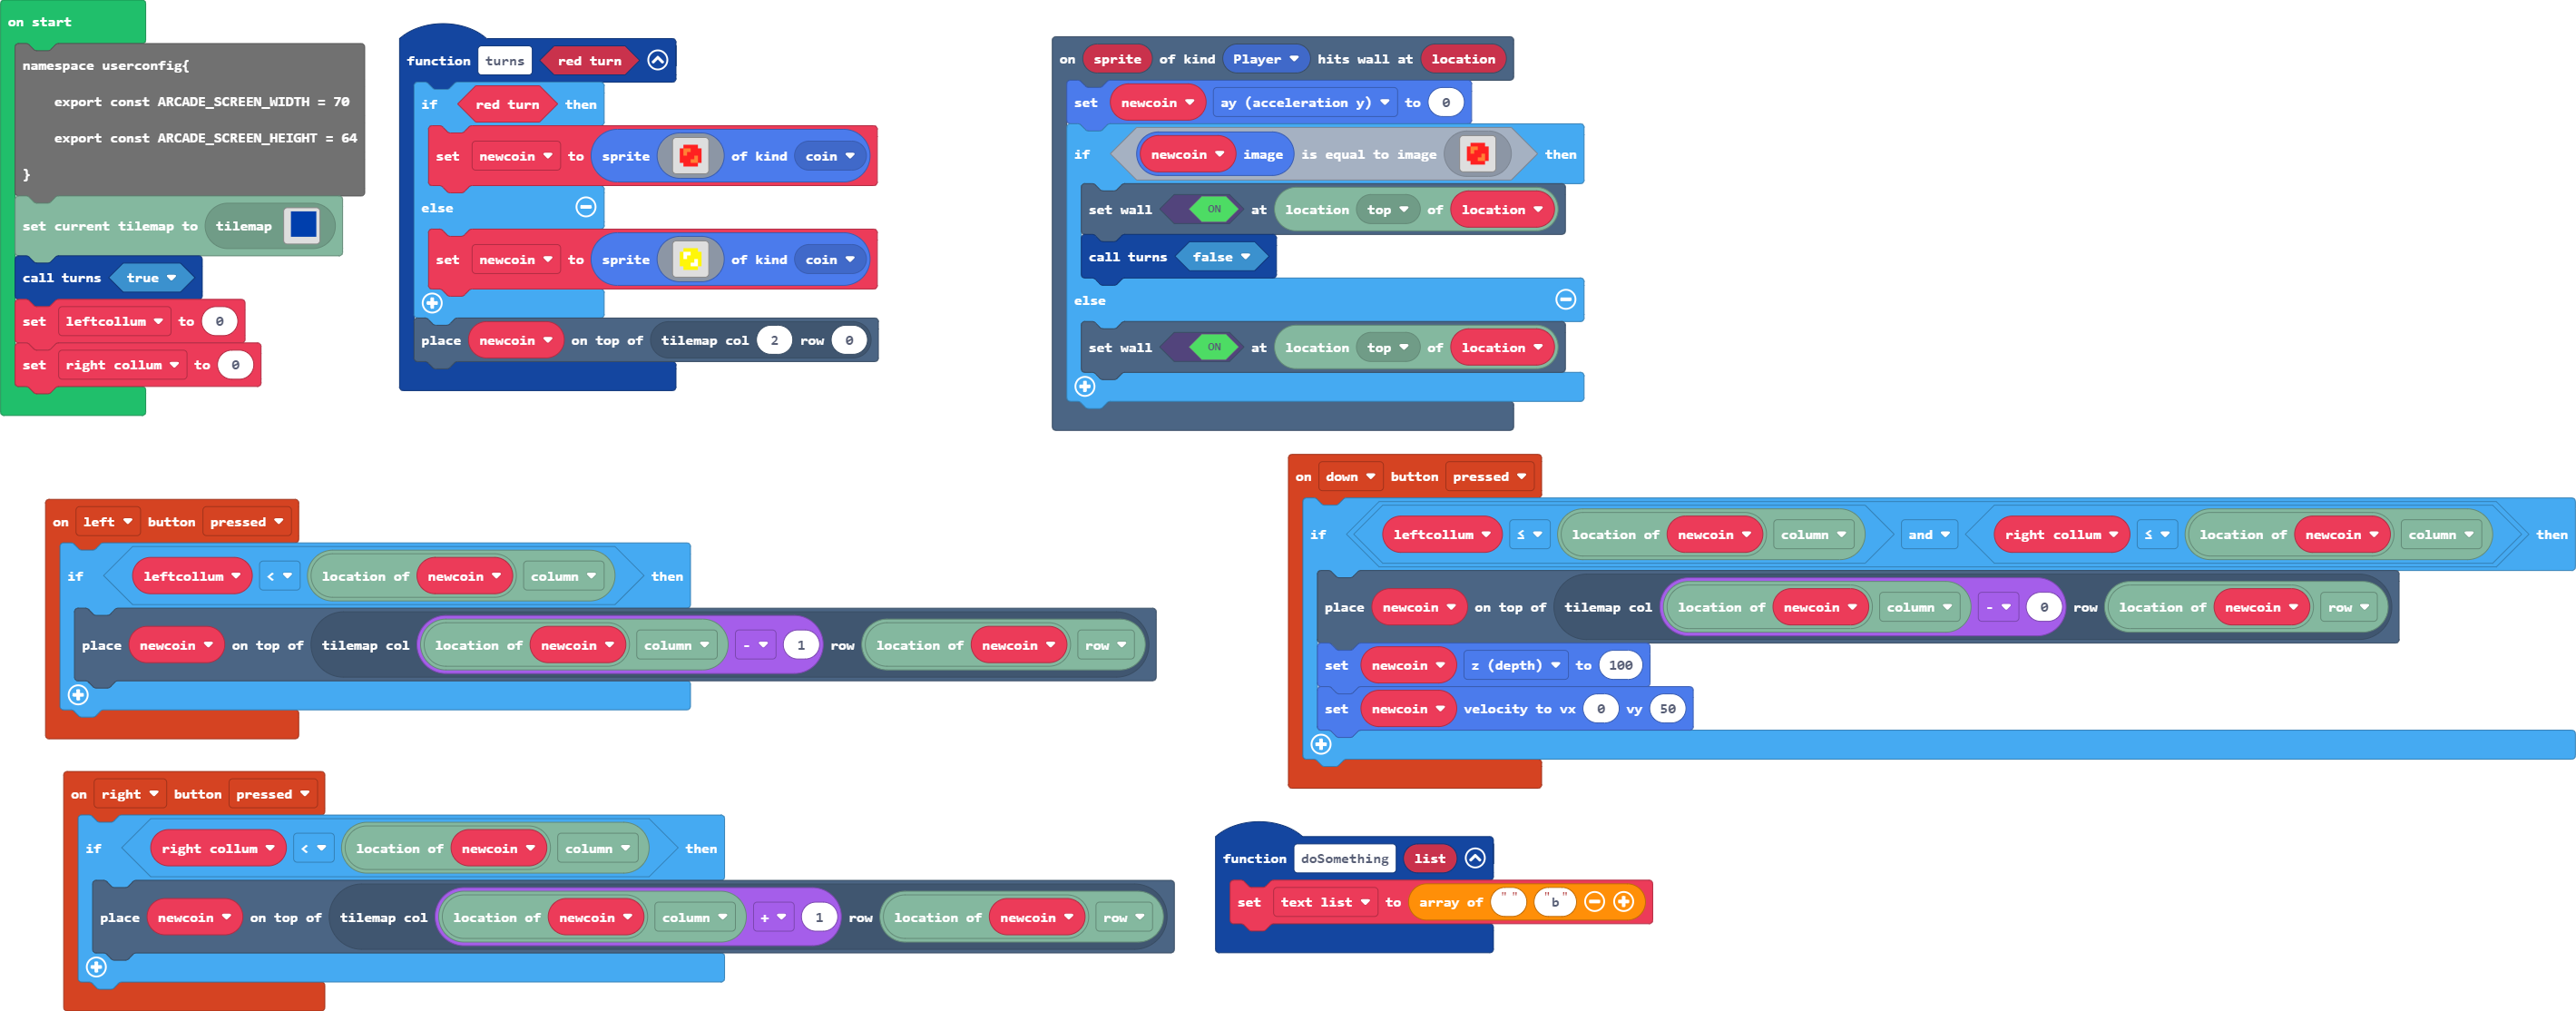 on start
namespace userconfig{
export const ARCADE_SCREEN_WIDTH = 70
export const ARCADE_SCREEN_HEIGHT = 64
}
set current tilemap to tilemap
call turns true
set leftcollum to 0
set right collum to 0
function turns red turn
if red turn then
set newcoin to sprite of kind coin
else
set newcoin to sprite of kind coin
place newcoin on top of tilemap col 2 row 0
on sprite of kind Player hits wall at location
set newcoin ay (acceleration y) to 0
if newcoin image is equal to image then
set wall ON at location top of location
call turns false
else
set wall ON at location top of location
on left button pressed
if leftcollum < location of newcoin column then
place newcoin on top of tilemap col location of newcoin column - 1 row location of newcoin row
on down button pressed
if leftcollum ≤ location of newcoin column and right collum ≤ location of newcoin column then
place newcoin on top of tilemap col location of newcoin column - 0 row location of newcoin row
set newcoin z (depth) to 100
set newcoin velocity to vx 0 vy 50
on right button pressed
if right collum < location of newcoin column then
place newcoin on top of tilemap col location of newcoin column + 1 row location of newcoin row
function doSomething list
set text list to array of " " "b"